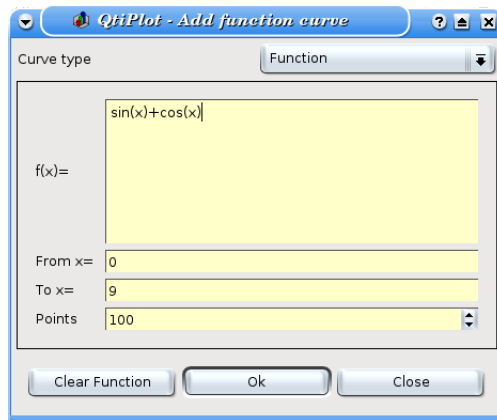 QtiPlot - Add function curve
Curve type Function
f(x)= sin(x)+cos(x)
From x= 0
To x= 9
Points 100
Clear Function Ok Close